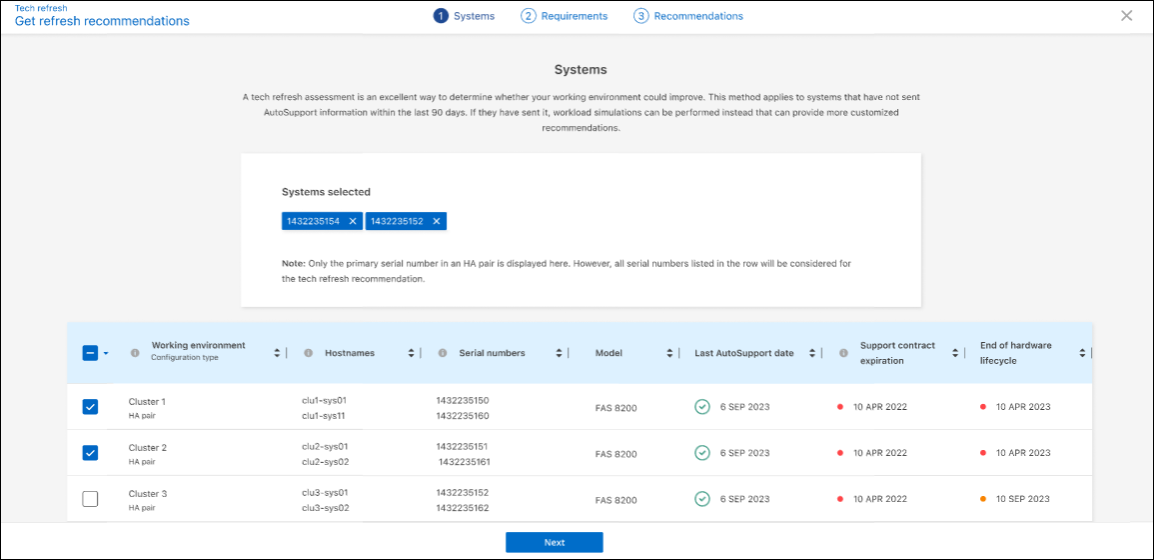 Tech refresh
Get refresh recommendations
1 Systems
2 Requirements
3 Recommendations
Systems
A tech refresh assessment is an excellent way to determine whether your working environment could improve. This method applies to systems that have not sent
AutoSupport information within the last 90 days. If they have sent it, workload simulations can be performed instead that can provide more customized
recommendations.
Systems selected
1432235154
1432235152
Note: Only the primary serial number in an HA pair is displayed here. However, all serial numbers listed in the row will be considered for
the tech refresh recommendation.
Working environment
Configuration type
Hostnames
Serial numbers
Model
Last AutoSupport date
Support contract
expiration
End of hardware
lifecycle
Cluster 1
HA pair
clu1-sys01
clu1-sys11
1432235150
1432235160
FAS 8200
6 SEP 2023
10 APR 2022
10 APR 2023
Cluster 2
HA pair
clu2-sys01
clu2-sys02
1432235151
1432235161
FAS 8200
6 SEP 2023
10 APR 2022
10 APR 2023
Cluster 3
HA pair
clu3-sys01
clu3-sys02
1432235152
1432235162
FAS 8200
6 SEP 2023
10 APR 2022
10 SEP 2023
Next